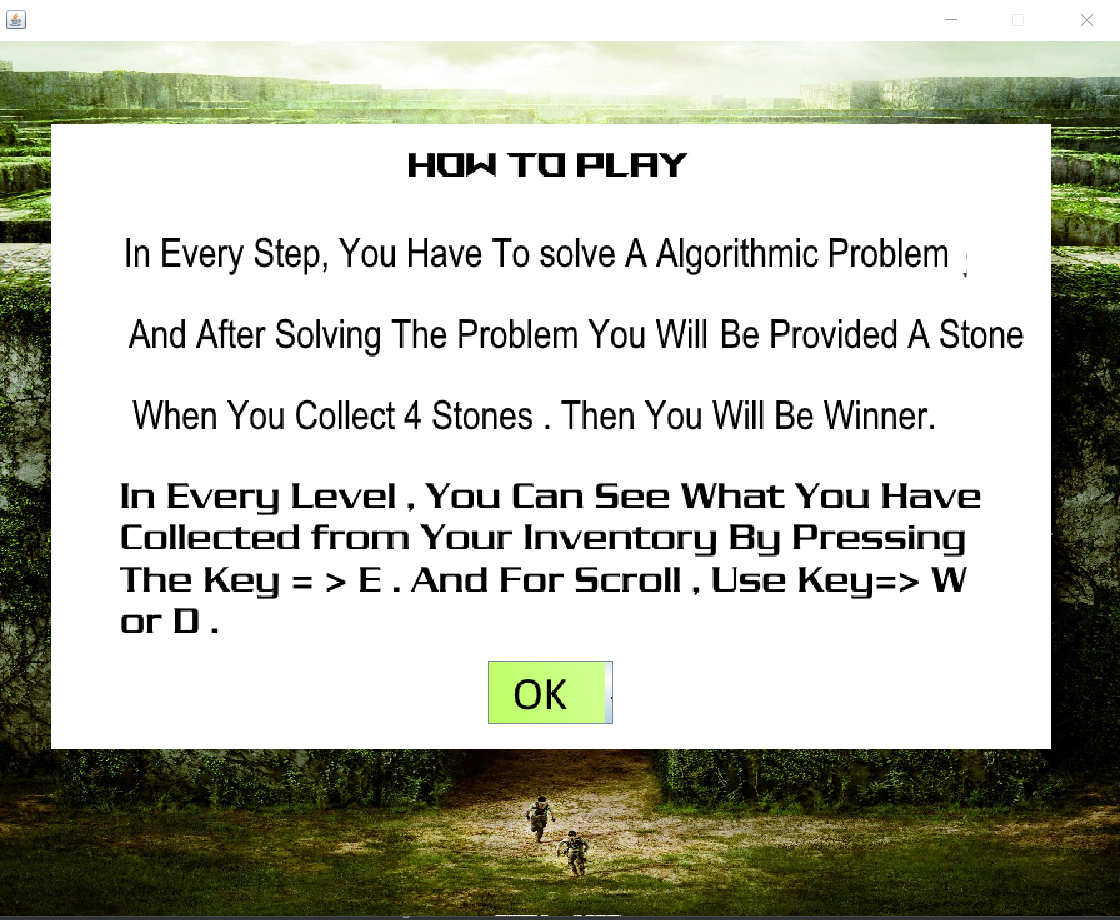 HOW TO PLAY
In Every Step, You Have To solve A Algorithmic Problem ;
And After Solving The Problem You Will Be Provided A Stone
When You Collect 4 Stones . Then You Will Be Winner.
In Every Level , You Can See What You Have
Collected from Your Inventory By Pressing
The Key = > E . And For Scroll , Use Key=> W
or D .
OK